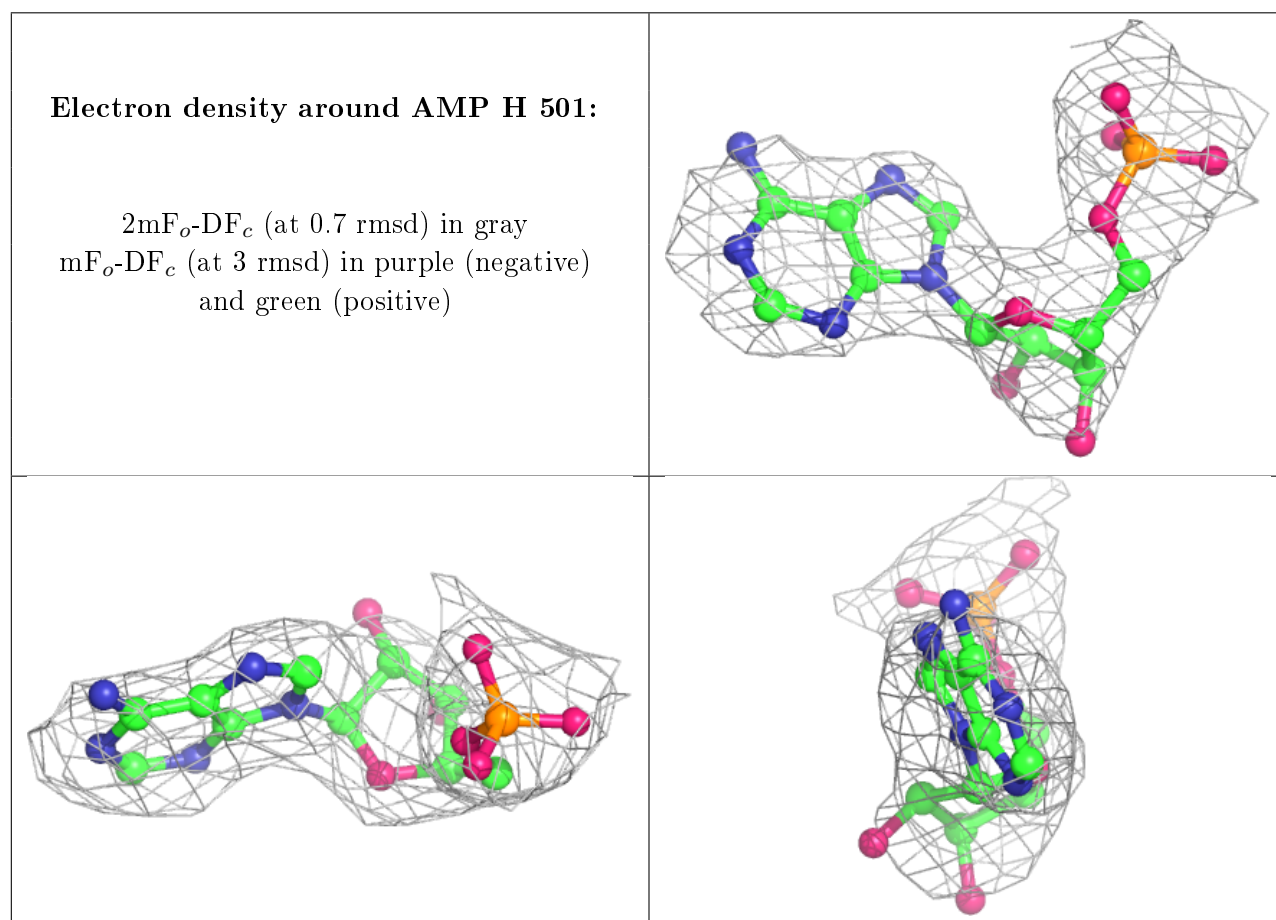 Electron density around AMP H 501:
2mFo-DFc (at 0.7 rmsd) in gray
mFo-DFc (at 3 rmsd) in purple (negative)
and green (positive)